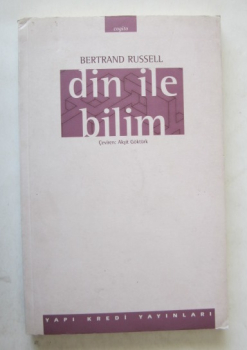 BERTRAND RUSSELL
din ile
bilim
Çeviren: Akşit Göktürk
YAPI KREDİ YAYINLARI